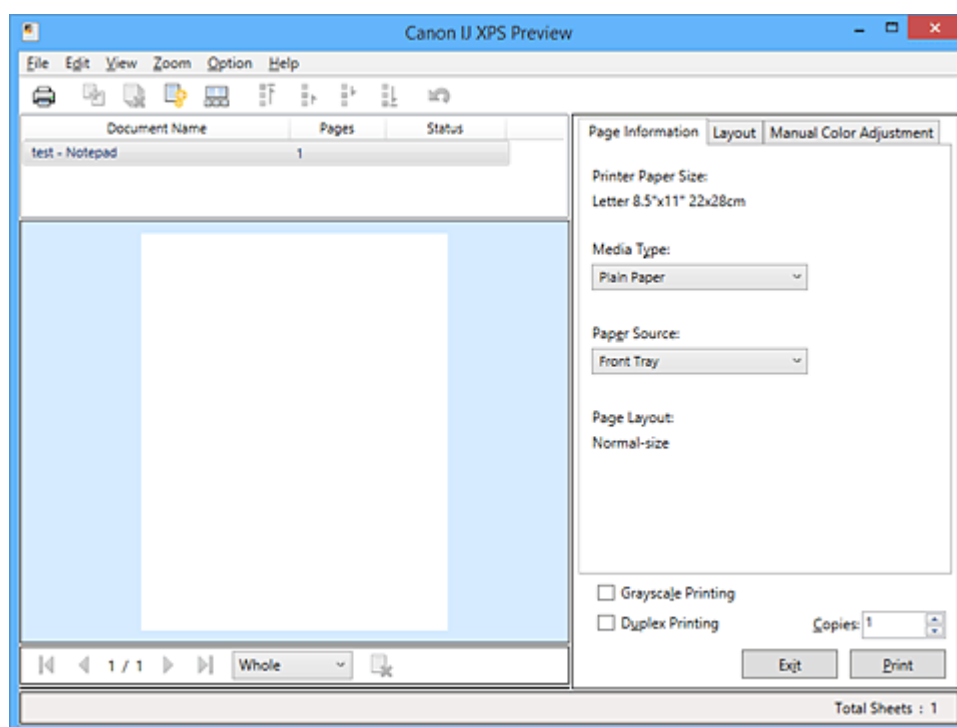 Canon IJ XPS Preview
File Edit View Zoom Option Help
Document Name Pages Status
test - Notepad 1
Page Information Layout Manual Color Adjustment
Printer Paper Size:
Letter 8.5"x11" 22x28cm
Media Type:
Plain Paper
Paper Source:
Front Tray
Page Layout:
Normal-size
Grayscale Printing
Duplex Printing Copies: 1
1 / 1 Whole Exit Print
Total Sheets : 1